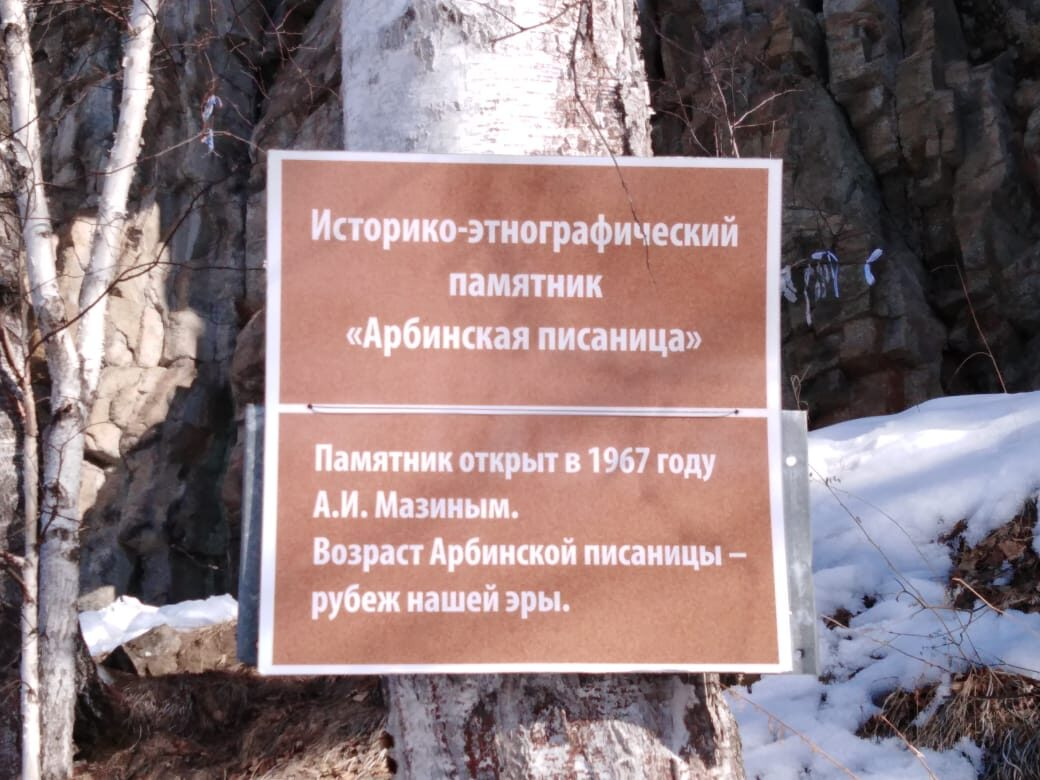 Историко-этнографический
памятник
«Арбинская писаница»
Памятник открыт в 1967 году
А.И. Мазиным.
Возраст Арбинской писаницы –
рубеж нашей эры.